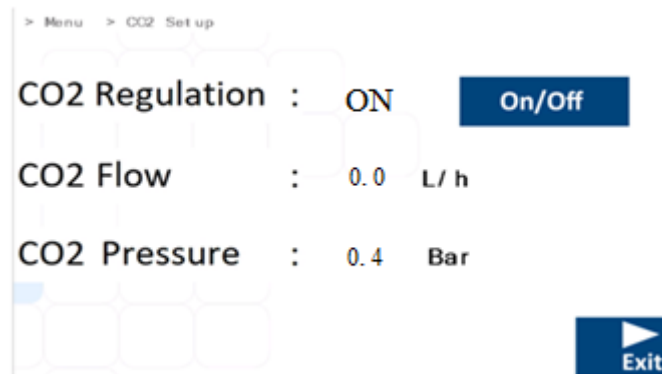 > Menu > CO2 Set up
CO2 Regulation : ON On/Off
CO2 Flow : 0.0 L/h
CO2 Pressure : 0.4 Bar
Exit